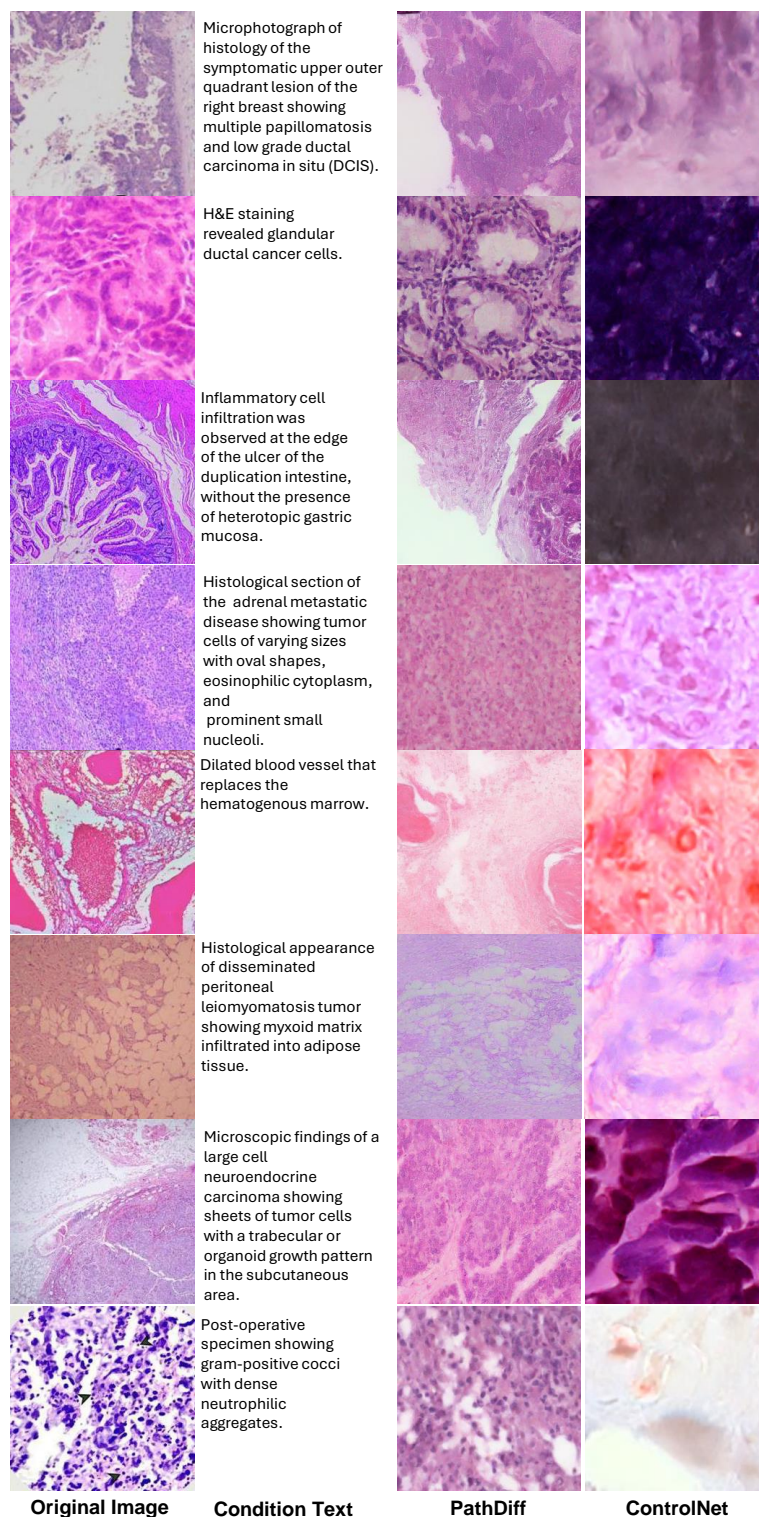 Microphotograph of
histology of the
symptomatic upper outer
quadrant lesion of the
right breast showing
multiple papillomatosis
and low grade ductal
carcinoma in situ (DCIS).
H&E staining
revealed glandular
ductal cancer cells.
Inflammatory cell
infiltration was
observed at the edge
of the ulcer of the
duplication intestine,
without the presence
of heterotopic gastric
mucosa.
Histological section of
the adrenal metastatic
disease showing tumor
cells of varying sizes
with oval shapes,
eosinophilic cytoplasm,
and
prominent small
nucleoli.
Dilated blood vessel that
replaces the
hematogenous marrow.
Histological appearance
of disseminated
peritoneal
leiomyomatosis tumor
showing myxoid matrix
infiltrated into adipose
tissue.
Microscopic findings of a
large cell
neuroendocrine
carcinoma showing
sheets of tumor cells
with a trabecular or
organoid growth pattern
in the subcutaneous
area.
Post-operative
specimen showing
gram-positive cocci
with dense
neutrophilic
aggregates.
Original Image Condition Text PathDiff ControlNet